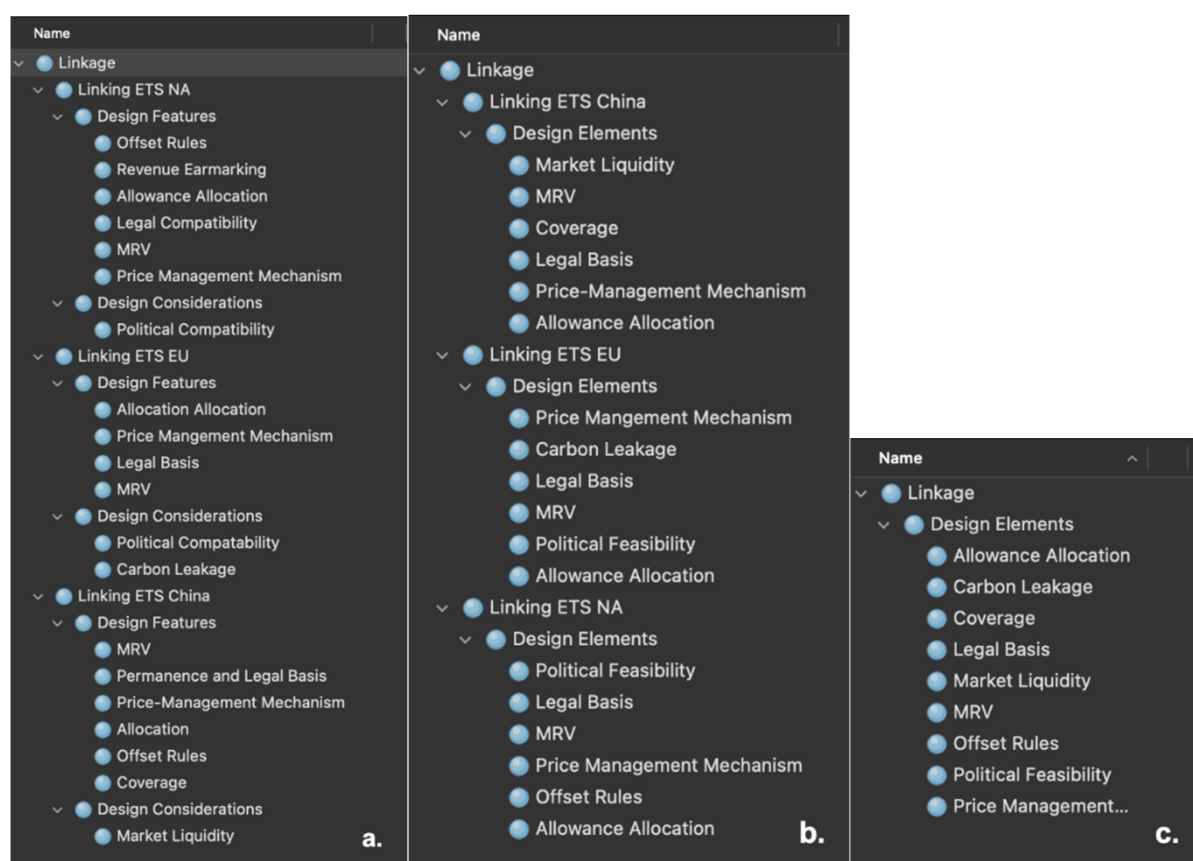 Name
Linkage
Linking ETS NA
Design Features
Offset Rules
Revenue Earmarking
Allowance Allocation
Legal Compatibility
MRV
Price Management Mechanism
Design Considerations
Political Compatibility
Linking ETS EU
Design Features
Allocation Allocation
Price Mangement Mechanism
Legal Basis
MRV
Design Considerations
Political Compatability
Carbon Leakage
Linking ETS China
Design Features
MRV
Permanence and Legal Basis
Price-Management Mechanism
Allocation
Offset Rules
Coverage
Design Considerations
Market Liquidity
a.
Name
Linkage
Linking ETS China
Design Elements
Market Liquidity
MRV
Coverage
Legal Basis
Price-Management Mechanism
Allowance Allocation
Linking ETS EU
Design Elements
Price Mangement Mechanism
Carbon Leakage
Legal Basis
MRV
Political Feasibility
Allowance Allocation
Linking ETS NA
Design Elements
Political Feasibility
Legal Basis
MRV
Price Management Mechanism
Offset Rules
Allowance Allocation
b.
Name
Linkage
Design Elements
Allowance Allocation
Carbon Leakage
Coverage
Legal Basis
Market Liquidity
MRV
Offset Rules
Political Feasibility
Price Management...
c.